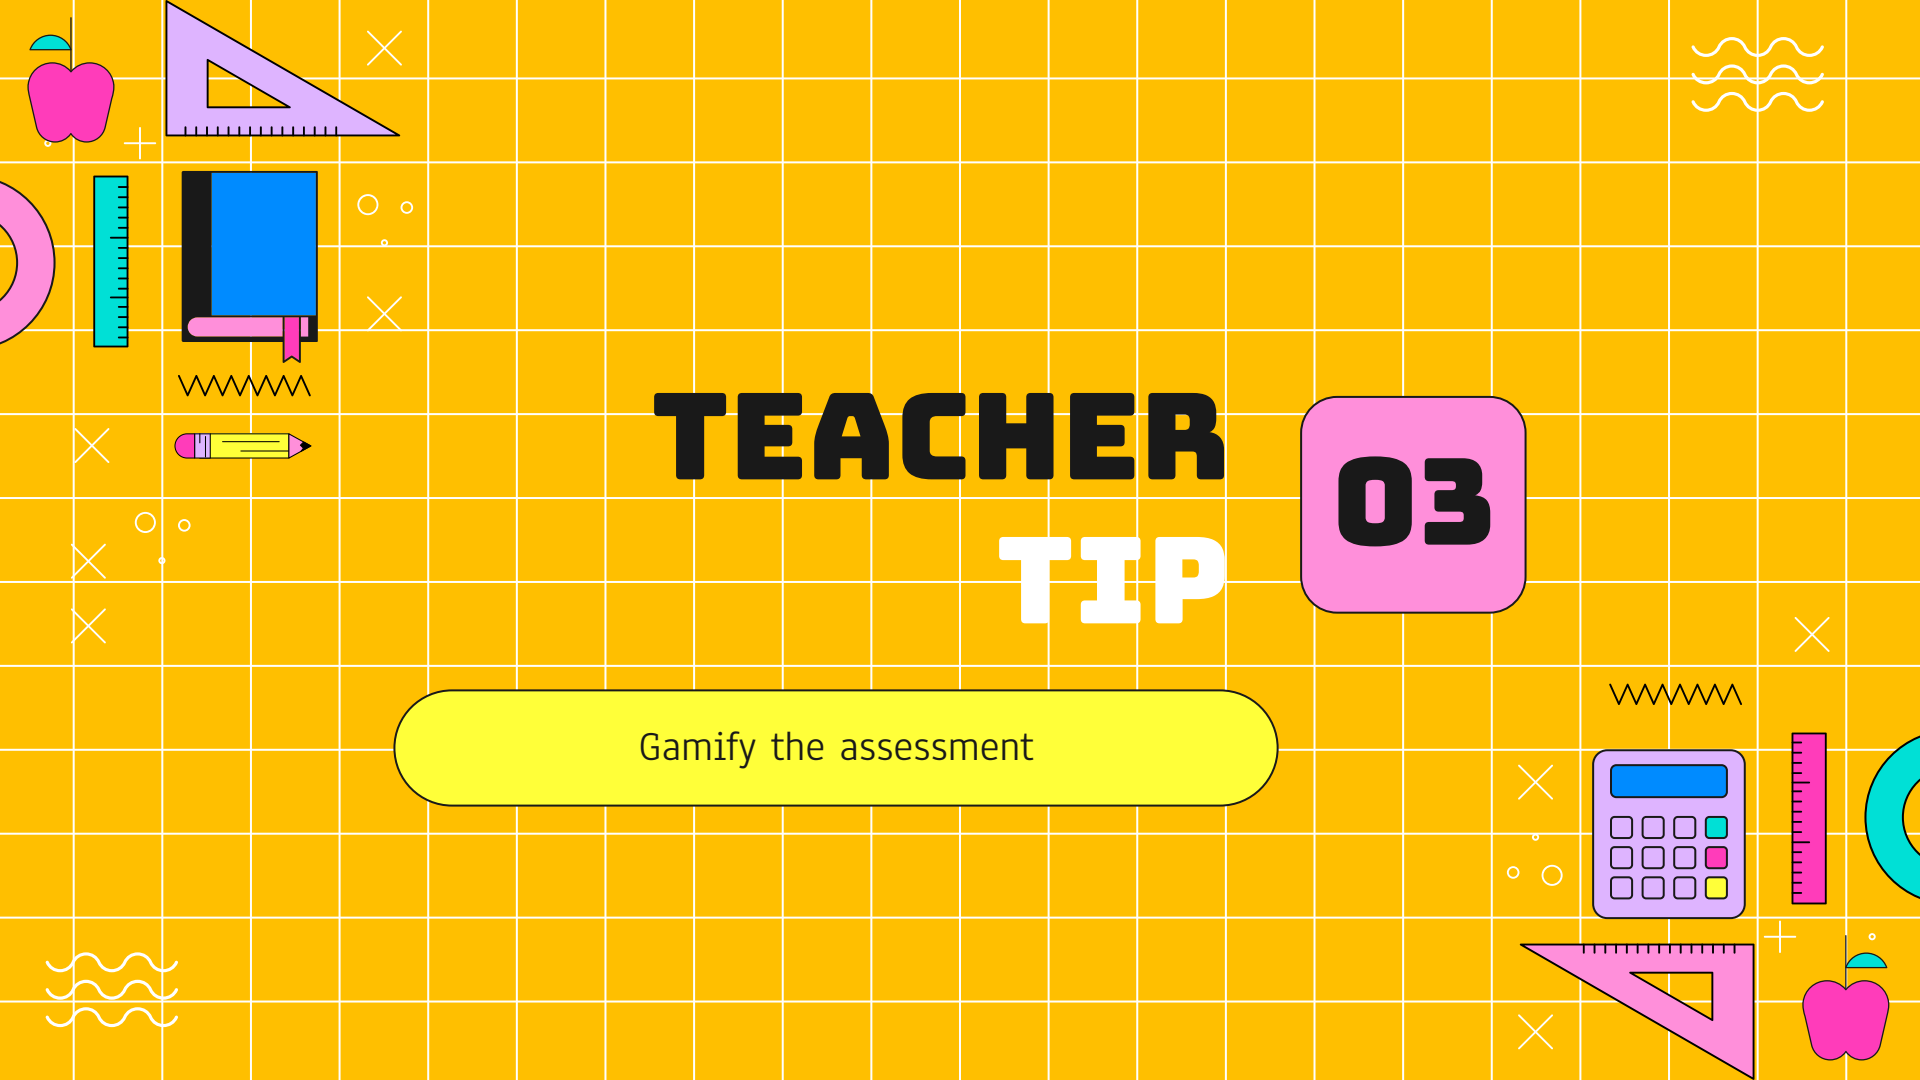 TEACHER
TIP
03
Gamify the assessment